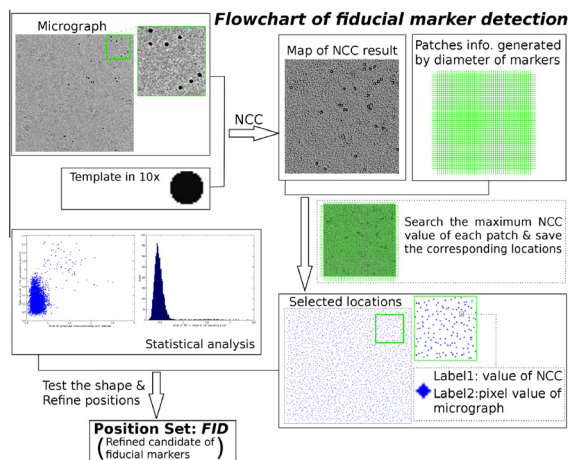 Flowchart of fiducial marker detection
Micrograph
Map of NCC result
Patches info. generated
by diameter of markers
NCC
Template in 10x
Search the maximum NCC
value of each patch & save
the corresponding locations
Selected locations
Statistical analysis
Label1: value of NCC
Label2:pixel value of
micrograph
Test the shape &
Refine positions
Position Set: FID
(Refined candidate of
fiducial markers)